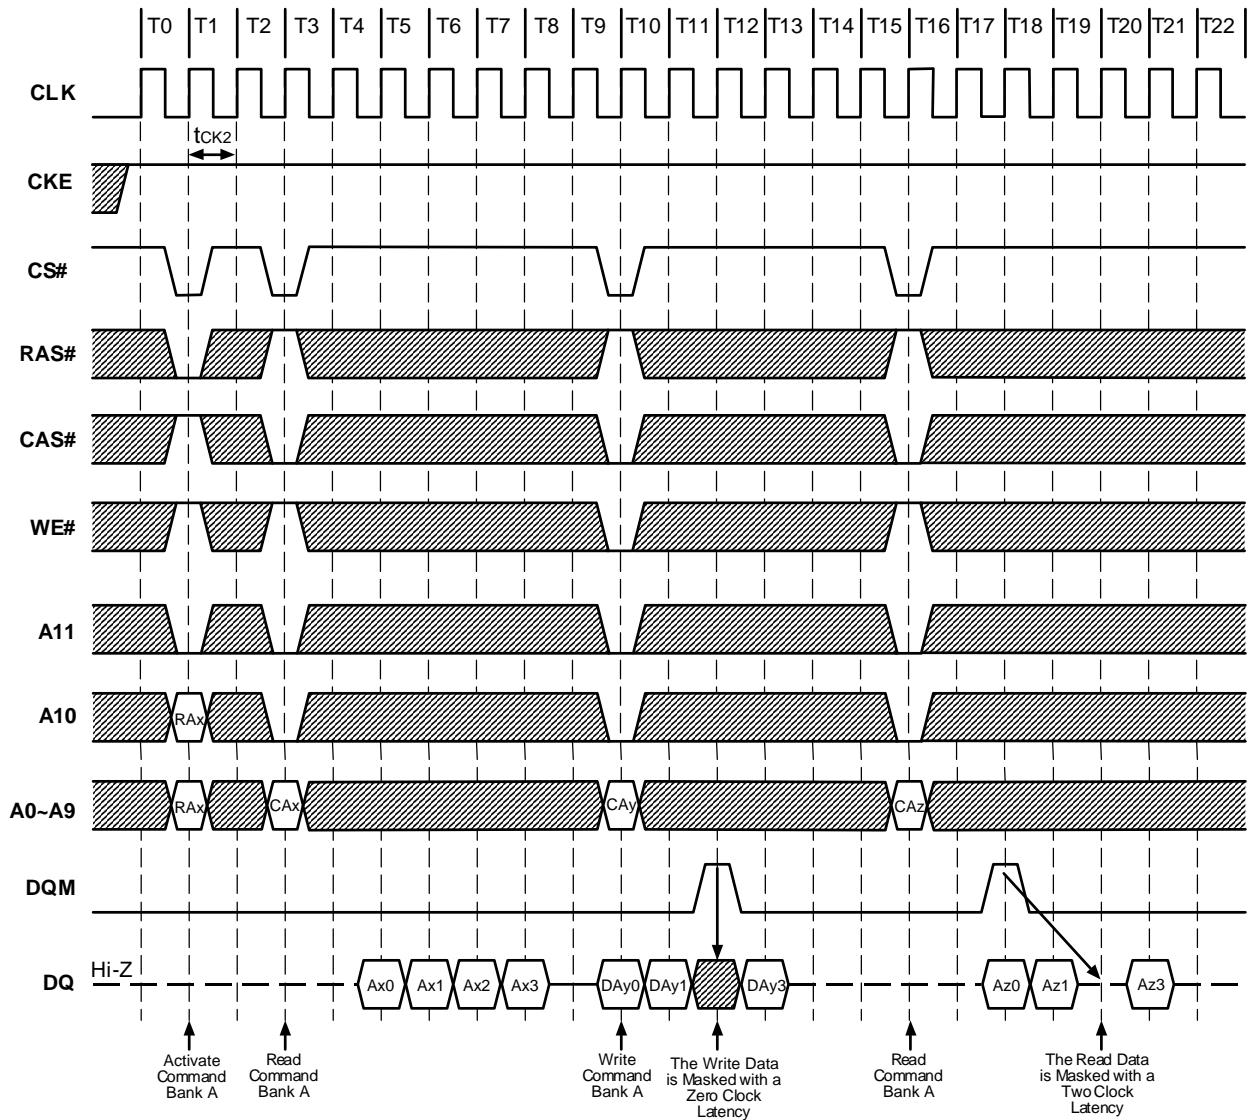 T0 T1 T2 T3 T4 T5 T6 T7 T8 T9 T10 T11 T12 T13 T14 T15 T16 T17 T18 T19 T20 T21 T22
CLK
tCK2
CKE
CS#
RAS#
CAS#
WE#
A11
A10 RAx
A0~A9 RAx CAx CAy CAz
DQM
Hi-Z
DQ Ax0 Ax1 Ax2 Ax3 DAy0 DAy1 DAy3 Az0 Az1 Az3
Activate
Command
Bank A
Read
Command
Bank A
Write
Command
Bank A
The Write Data
is Masked with a
Zero Clock
Latency
Read
Command
Bank A
The Read Data
is Masked with a
Two Clock
Latency